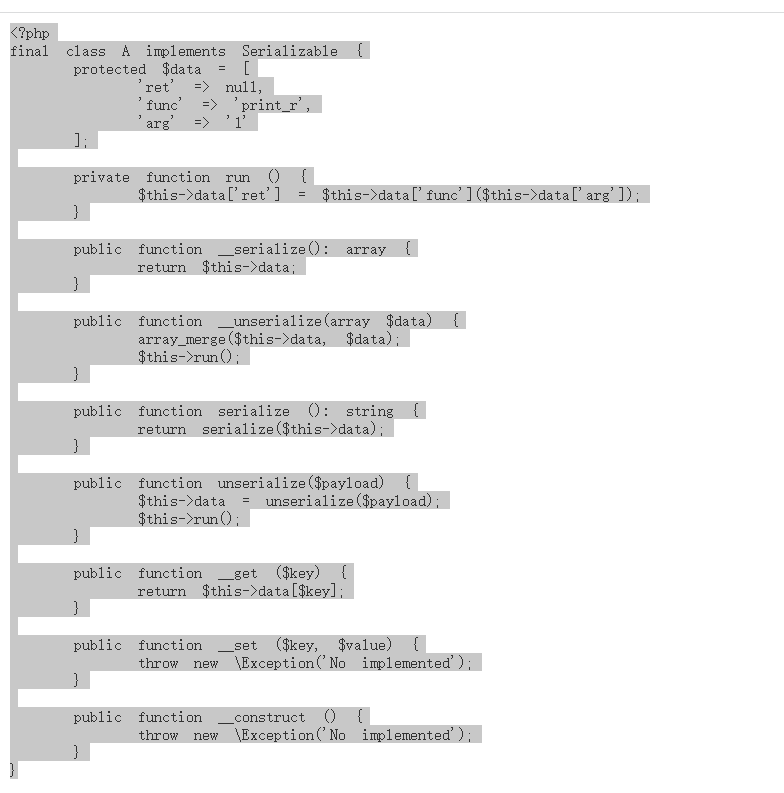 <?php
final class A implements Serializable {
protected $data = [
'ret' => null,
'func' => 'print_r',
'arg' => '1'
];
private function run () {
$this->data['ret'] = $this->data['func']($this->data['arg']);
}
public function __serialize(): array {
return $this->data;
}
public function __unserialize(array $data) {
array_merge($this->data, $data);
$this->run();
}
public function serialize (): string {
return serialize($this->data);
}
public function unserialize($payload) {
$this->data = unserialize($payload);
$this->run();
}
public function __get ($key) {
return $this->data[$key];
}
public function __set ($key, $value) {
throw new \Exception('No implemented');
}
public function __construct () {
throw new \Exception('No implemented');
}
}